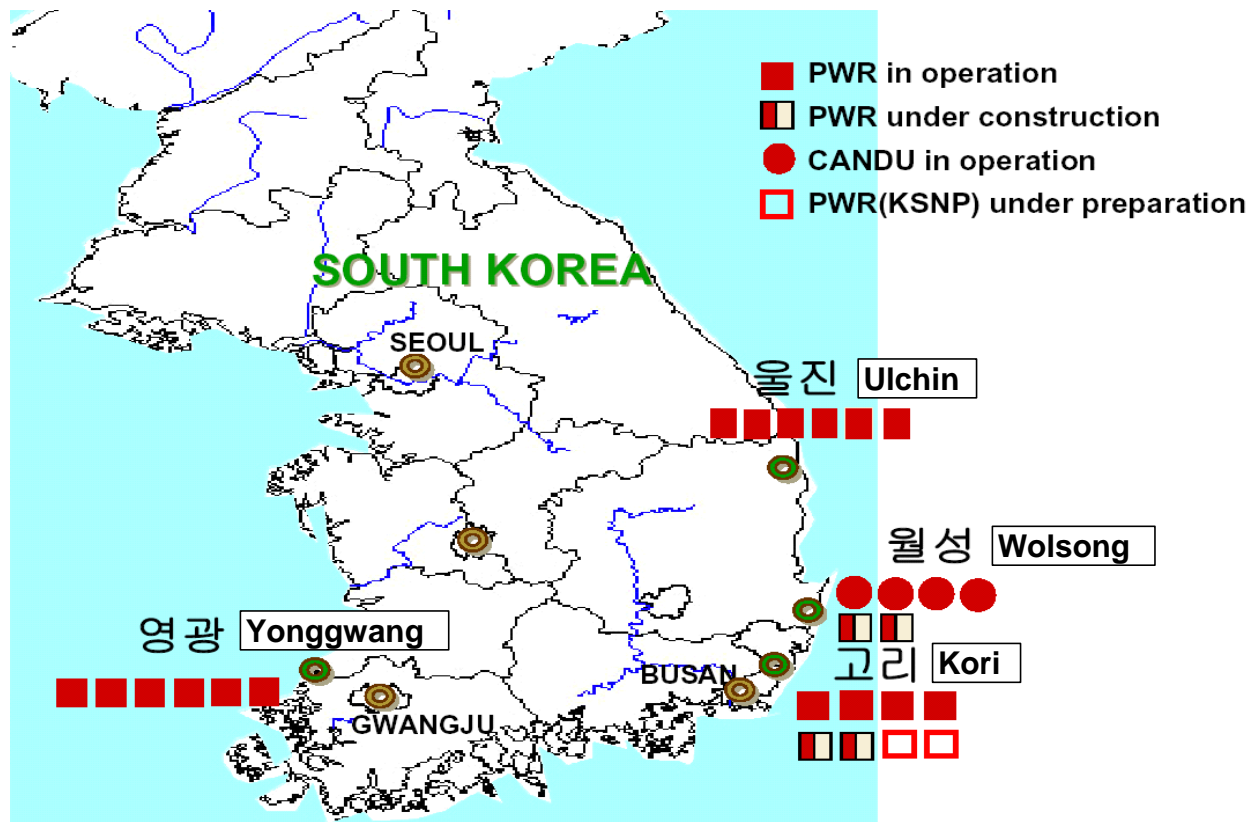 PWR in operation
PWR under construction
CANDU in operation
PWR(KSNP) under preparation
SOUTH KOREA
SEOUL
울진 Ulchin
월성 Wolsong
영광 Yonggwang
고리 Kori
BUSAN
GWANGJU